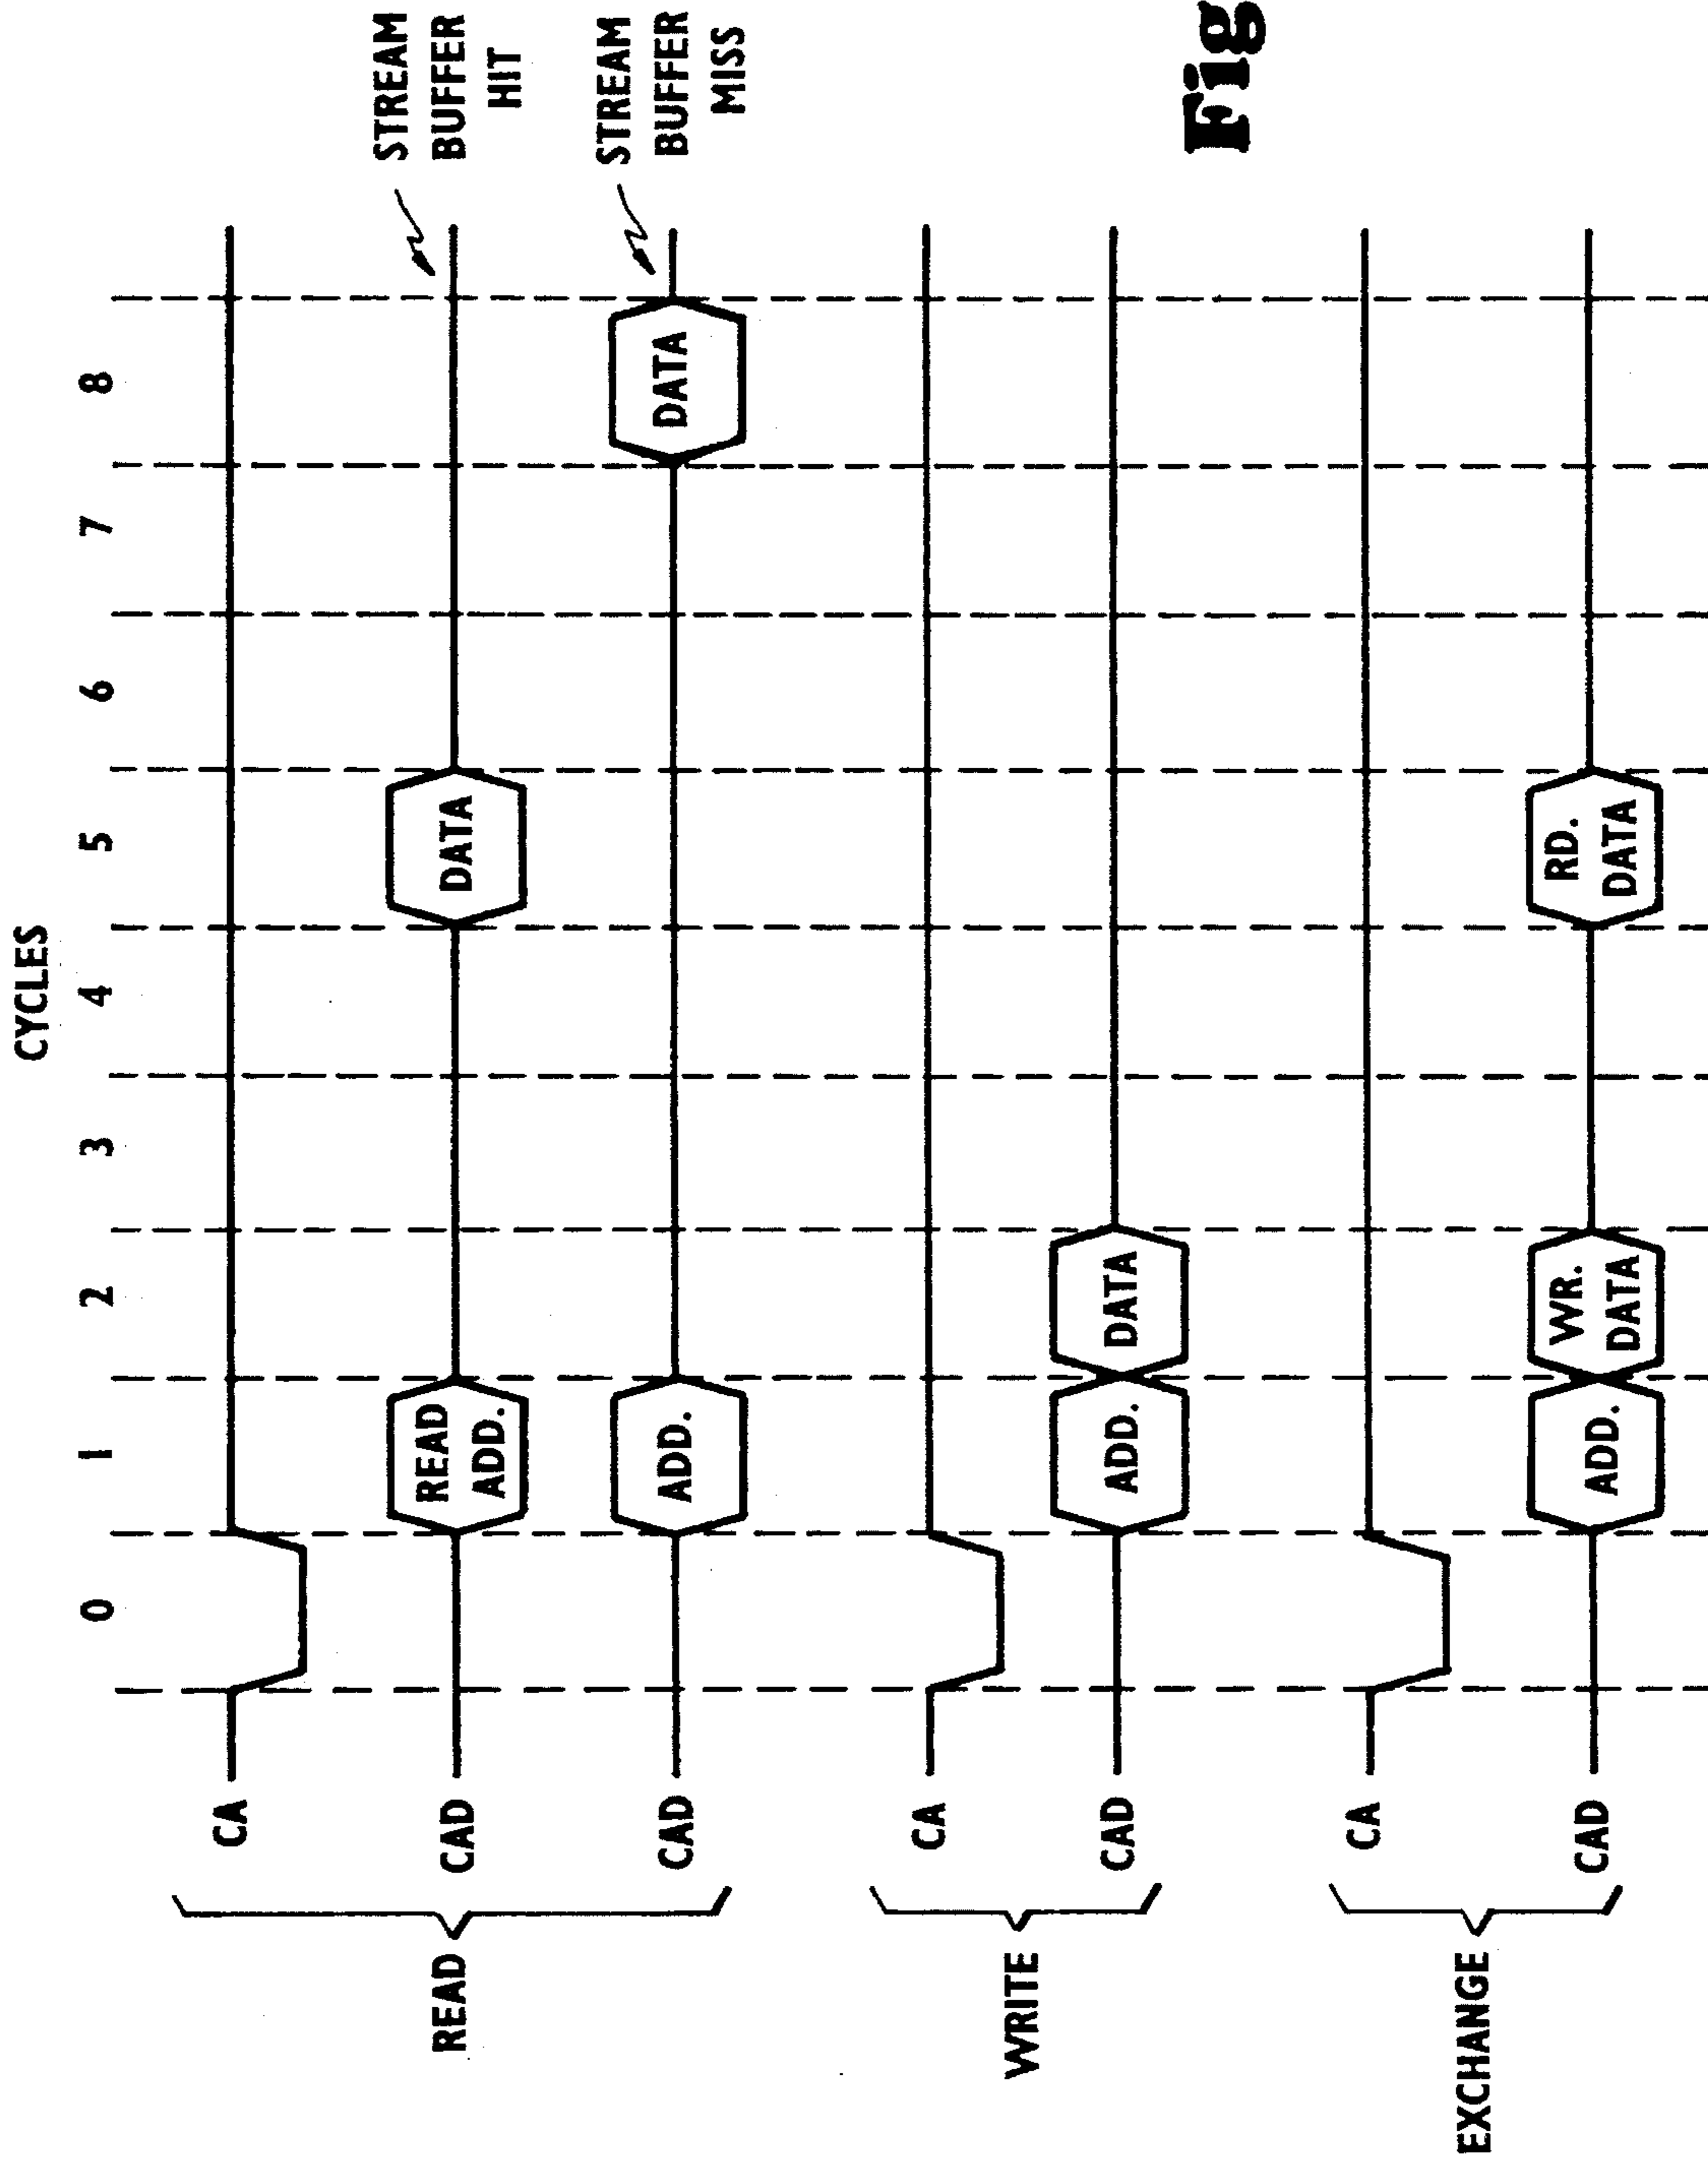 CYCLES
0 1 2 3 4 5 6 7 8
READ
CA
CAD
READ
ADD.
DATA
STREAM
BUFFER
HIT
CAD
ADD.
DATA
STREAM
BUFFER
MISS
WRITE
CA
CAD
ADD.
DATA
EXCHANGE
CA
CAD
ADD.
WR.
DATA
RD.
DATA
Fig